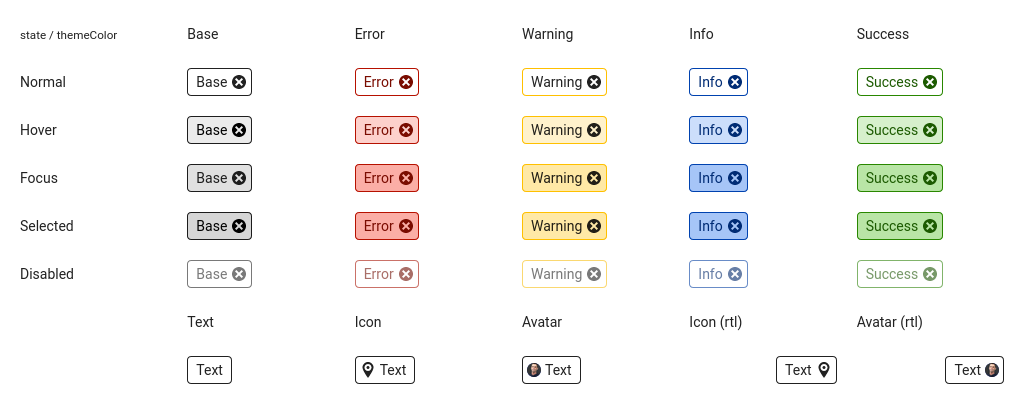 state / themeColor Base Error Warning Info Success
Normal Base Error Warning Info Success
Hover Base Error Warning Info Success
Focus Base Error Warning Info Success
Selected Base Error Warning Info Success
Disabled Base Error Warning Info Success
Text Icon Avatar Icon (rtl) Avatar (rtl)
Text Text Text Text Text